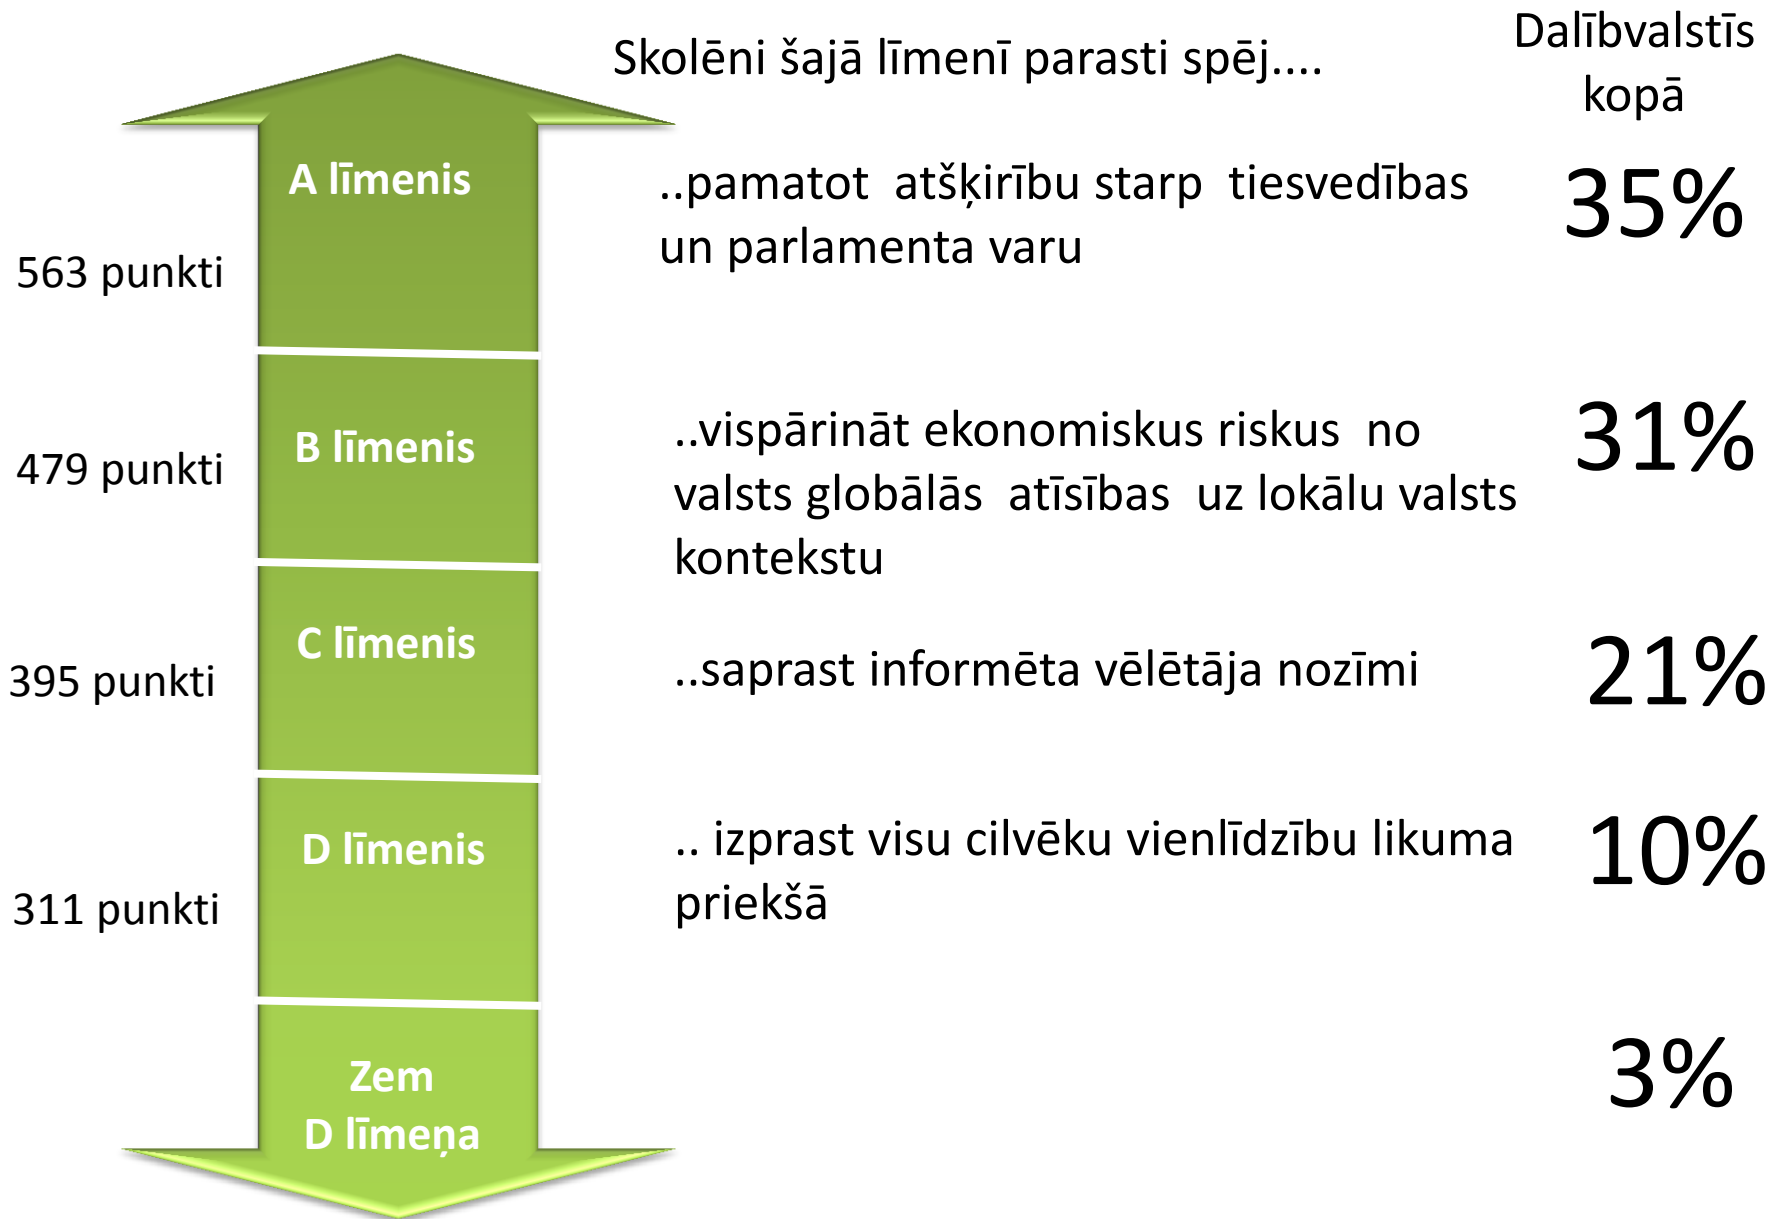 Skolēni šajā līmenī parasti spēj....
Dalībvalstīs
kopā
A līmenis
563 punkti
..pamatot atšķirību starp tiesvedības
un parlamenta varu
35%
B līmenis
479 punkti
..vispārināt ekonomiskus riskus no
valsts globālās atīsības uz lokālu valsts
kontekstu
31%
C līmenis
395 punkti
..saprast informēta vēlētāja nozīmi
21%
D līmenis
311 punkti
.. izprast visu cilvēku vienlīdzību likuma
priekšā
10%
Zem
D līmeņa
3%